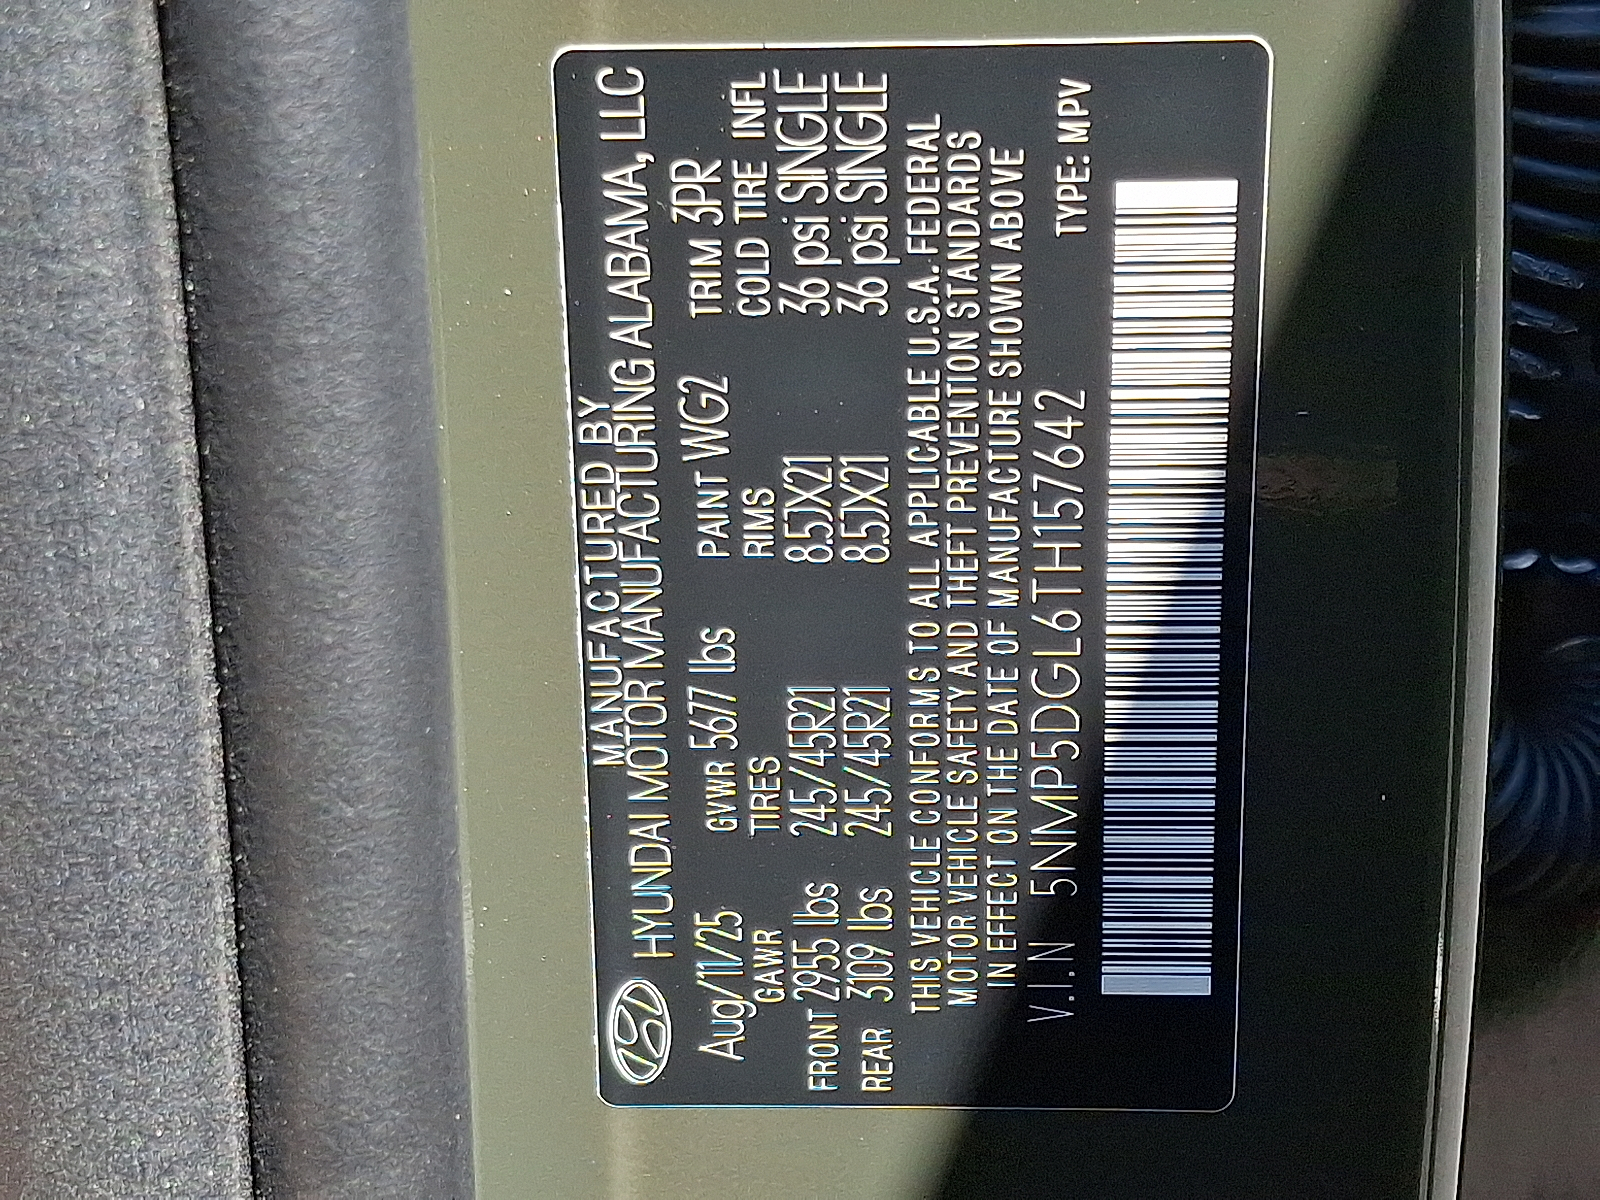 MANUFACTURED BY
HYUNDAI MOTOR MANUFACTURING ALABAMA, LLC
Aug/11/25 GVWR 5677 lbs PAINT WG2 TRIM 3PR
GAWR TIRES RIMS COLD TIRE INFL
FRONT 2955 lbs 245/45R21 8.5JX21 36 psi SINGLE
REAR 3109 lbs 245/45R21 8.5JX21 36 psi SINGLE
THIS VEHICLE CONFORMS TO ALL APPLICABLE U.S.A. FEDERAL
MOTOR VEHICLE SAFETY AND THEFT PREVENTION STANDARDS
IN EFFECT ON THE DATE OF MANUFACTURE SHOWN ABOVE
V.I.N 5NMP5DGL6TH157642 TYPE: MPV